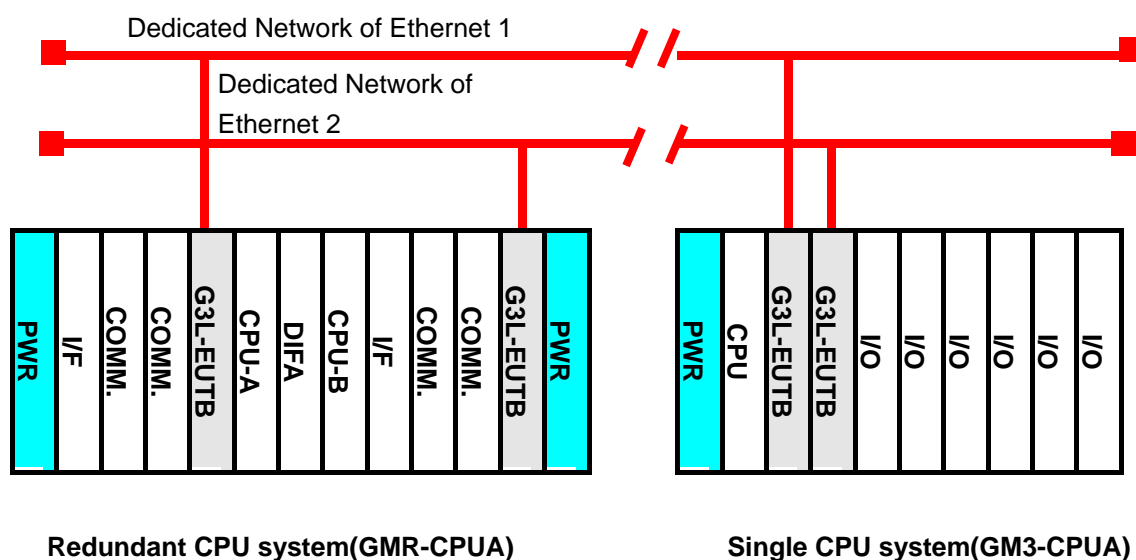 Dedicated Network of Ethernet 1
Dedicated Network of
Ethernet 2
PWR
I/F
COMM.
COMM.
G3L-EUTB
CPU-A
DIFA
CPU-B
I/F
COMM.
COMM.
G3L-EUTB
PWR
PWR
CPU
G3L-EUTB
G3L-EUTB
I/O
I/O
I/O
I/O
I/O
I/O
Redundant CPU system(GMR-CPUA)
Single CPU system(GM3-CPUA)